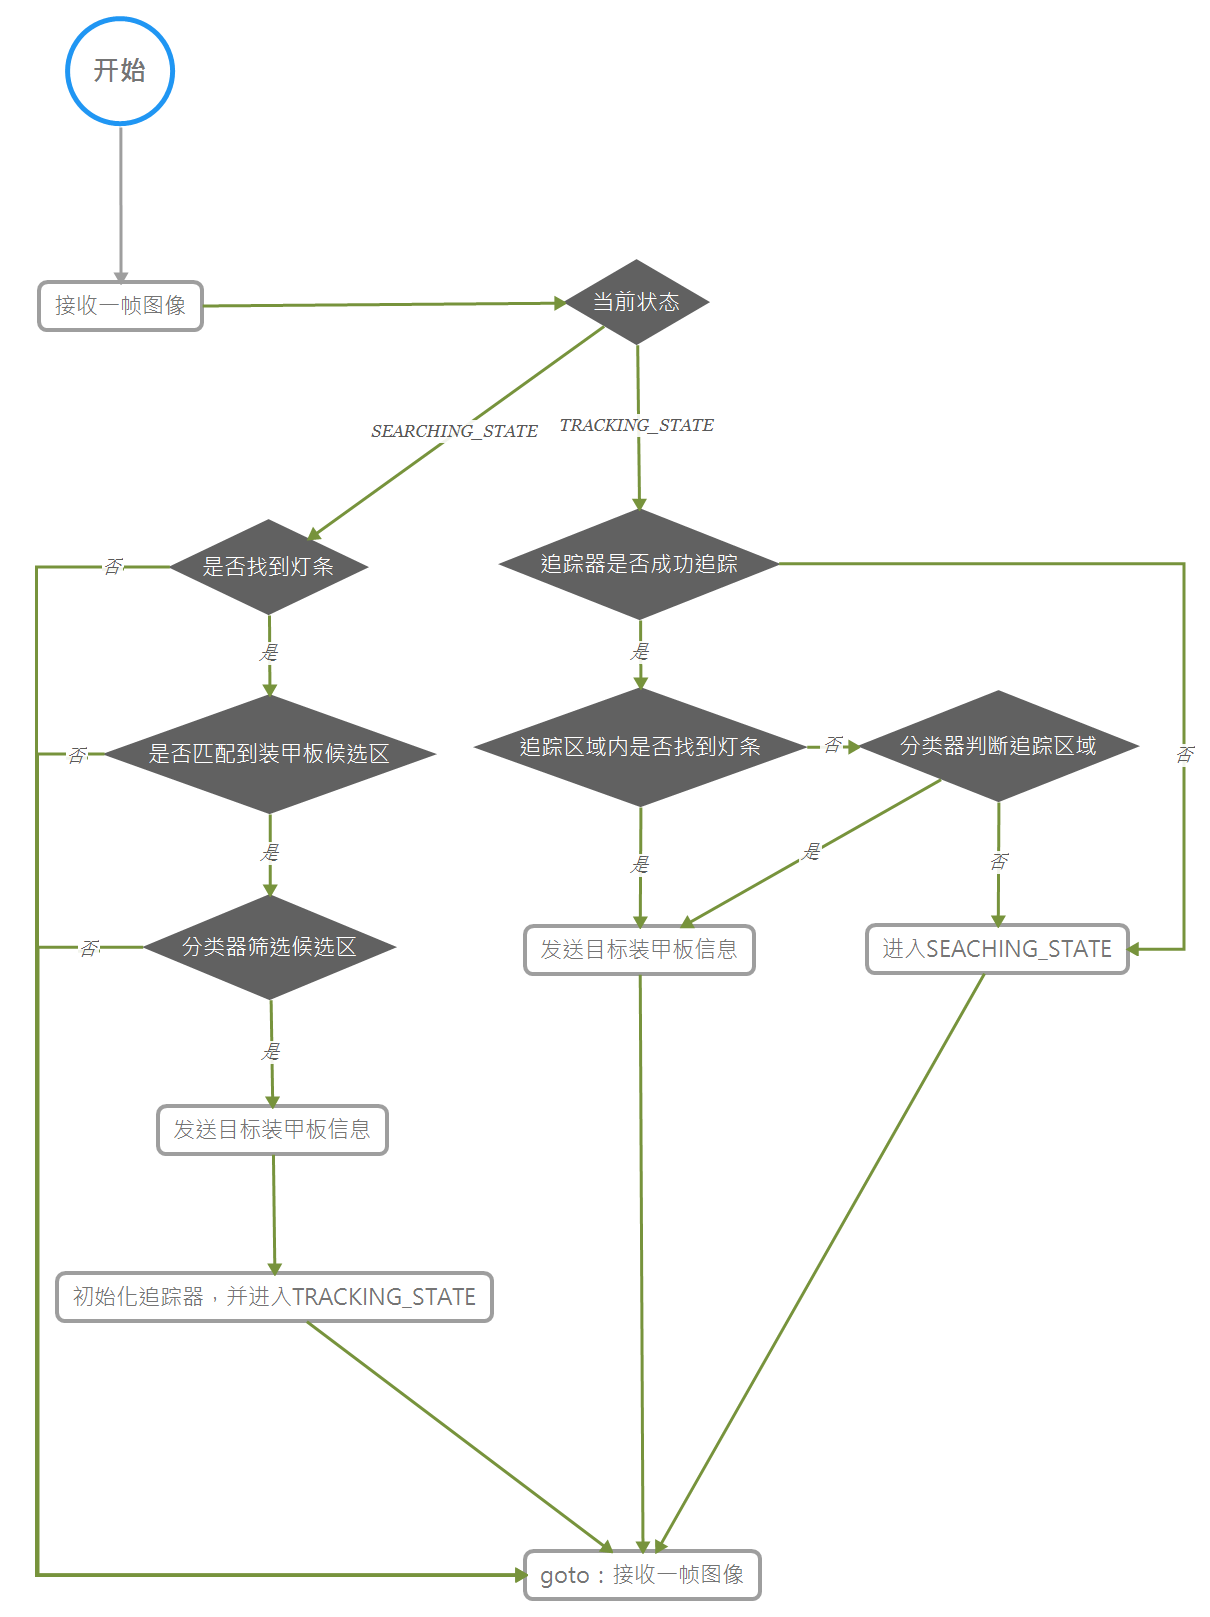 开始
接收一帧图像
当前状态
SEARCHING_STATE
TRACKING_STATE
是否找到灯条
否
是
是否匹配到装甲板候选区
否
是
分类器筛选候选区
否
是
发送目标装甲板信息
初始化追踪器，并进入TRACKING_STATE
追踪器是否成功追踪
否
是
追踪区域内是否找到灯条
否
是
分类器判断追踪区域
是
否
发送目标装甲板信息
进入SEACHING_STATE
goto：接收一帧图像